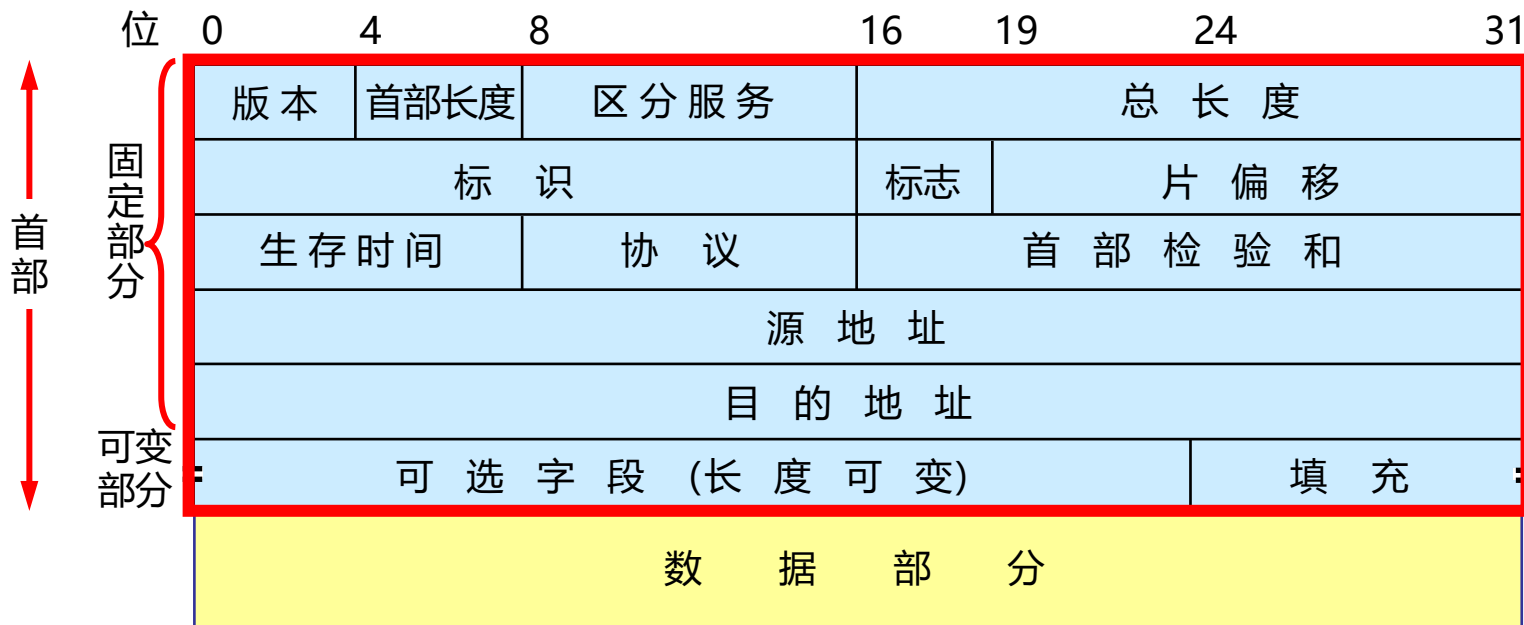 位 0 4 8 16 19 24 31
版本 首部长度 区分服务 总长度
标识 标志 片偏移
生存时间 协议 首部检验和
源地址
目的地址
可选字段 (长度可变) 填充
数据部分
首部
固定部分
可变
部分